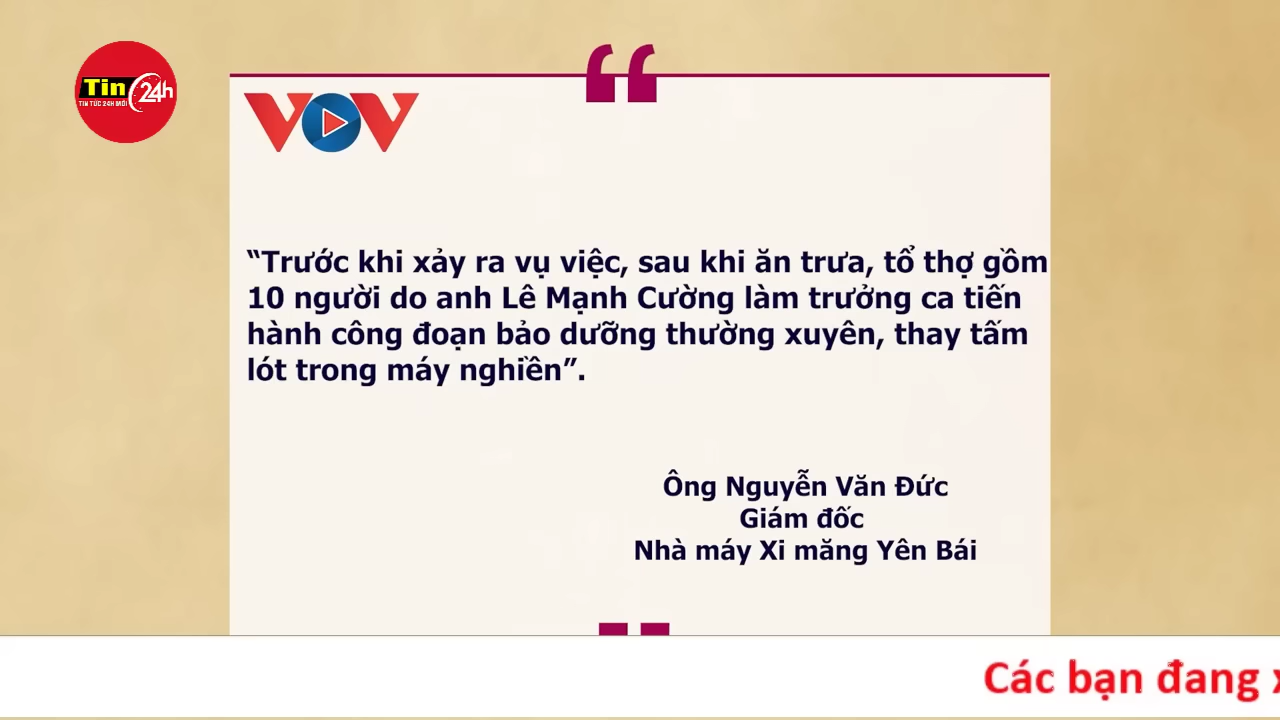 Tin 24h
TIN TỨC 24H MỚI
VOV
“Trước khi xảy ra vụ việc, sau khi ăn trưa, tổ thợ gồm
10 người do anh Lê Mạnh Cường làm trưởng ca tiến
hành công đoạn bảo dưỡng thường xuyên, thay tấm
lót trong máy nghiền”.
Ông Nguyễn Văn Đức
Giám đốc
Nhà máy Xi măng Yên Bái
Các bạn đang